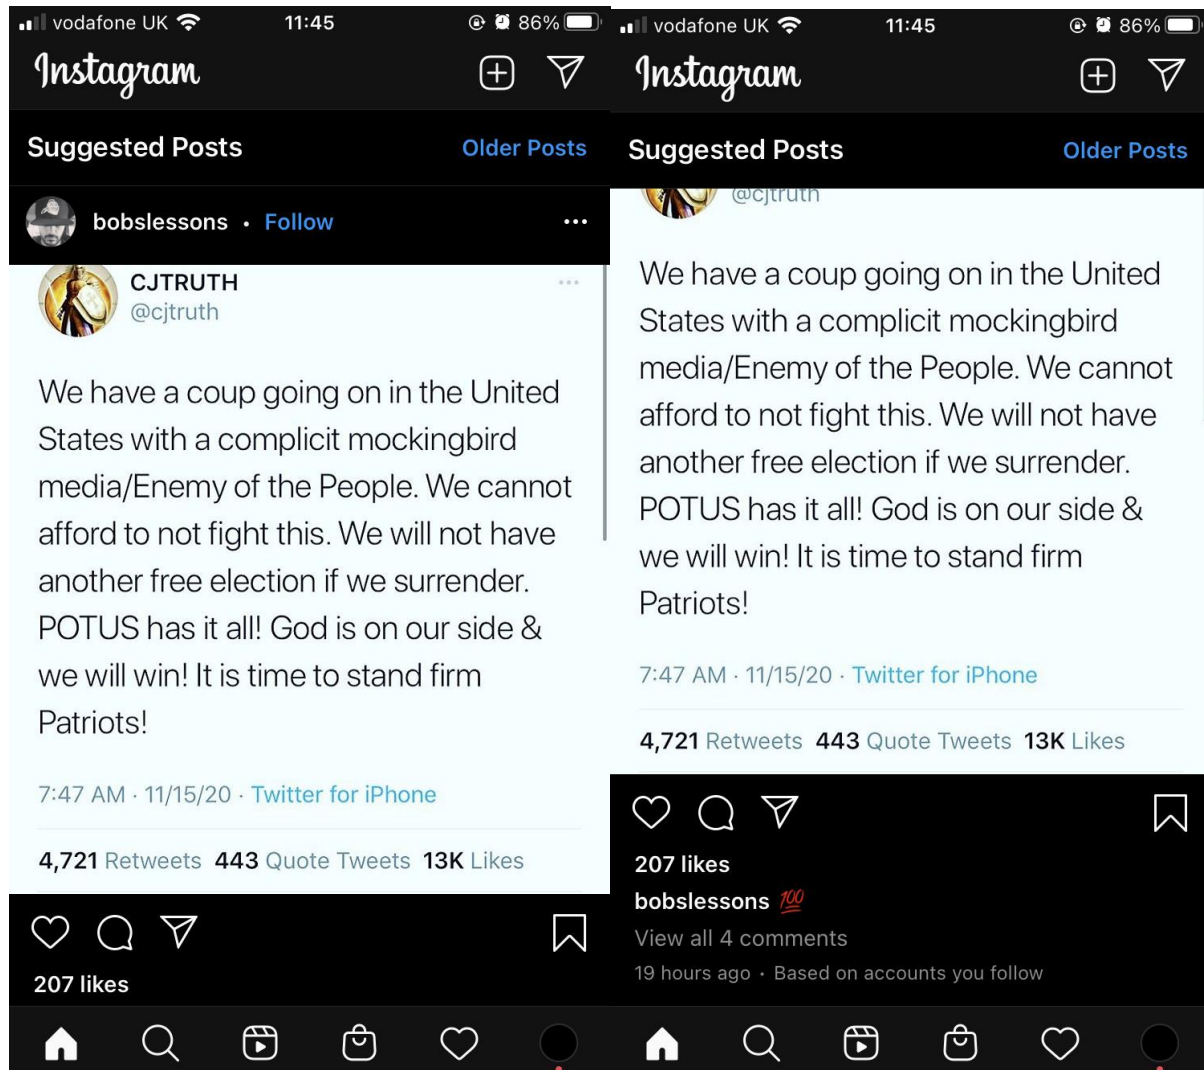 vodafone UK 11:45 86%
Instagram
Suggested Posts Older Posts
bobslessons • Follow
CJTRUTH
@cjtruth
We have a coup going on in the United
States with a complicit mockingbird
media/Enemy of the People. We cannot
afford to not fight this. We will not have
another free election if we surrender.
POTUS has it all! God is on our side &
we will win! It is time to stand firm
Patriots!
7:47 AM · 11/15/20 · Twitter for iPhone
4,721 Retweets 443 Quote Tweets 13K Likes
207 likes
vodafone UK 11:45 86%
Instagram
Suggested Posts Older Posts
@cjtruth
We have a coup going on in the United
States with a complicit mockingbird
media/Enemy of the People. We cannot
afford to not fight this. We will not have
another free election if we surrender.
POTUS has it all! God is on our side &
we will win! It is time to stand firm
Patriots!
7:47 AM · 11/15/20 · Twitter for iPhone
4,721 Retweets 443 Quote Tweets 13K Likes
207 likes
bobslessons 💯
View all 4 comments
19 hours ago • Based on accounts you follow